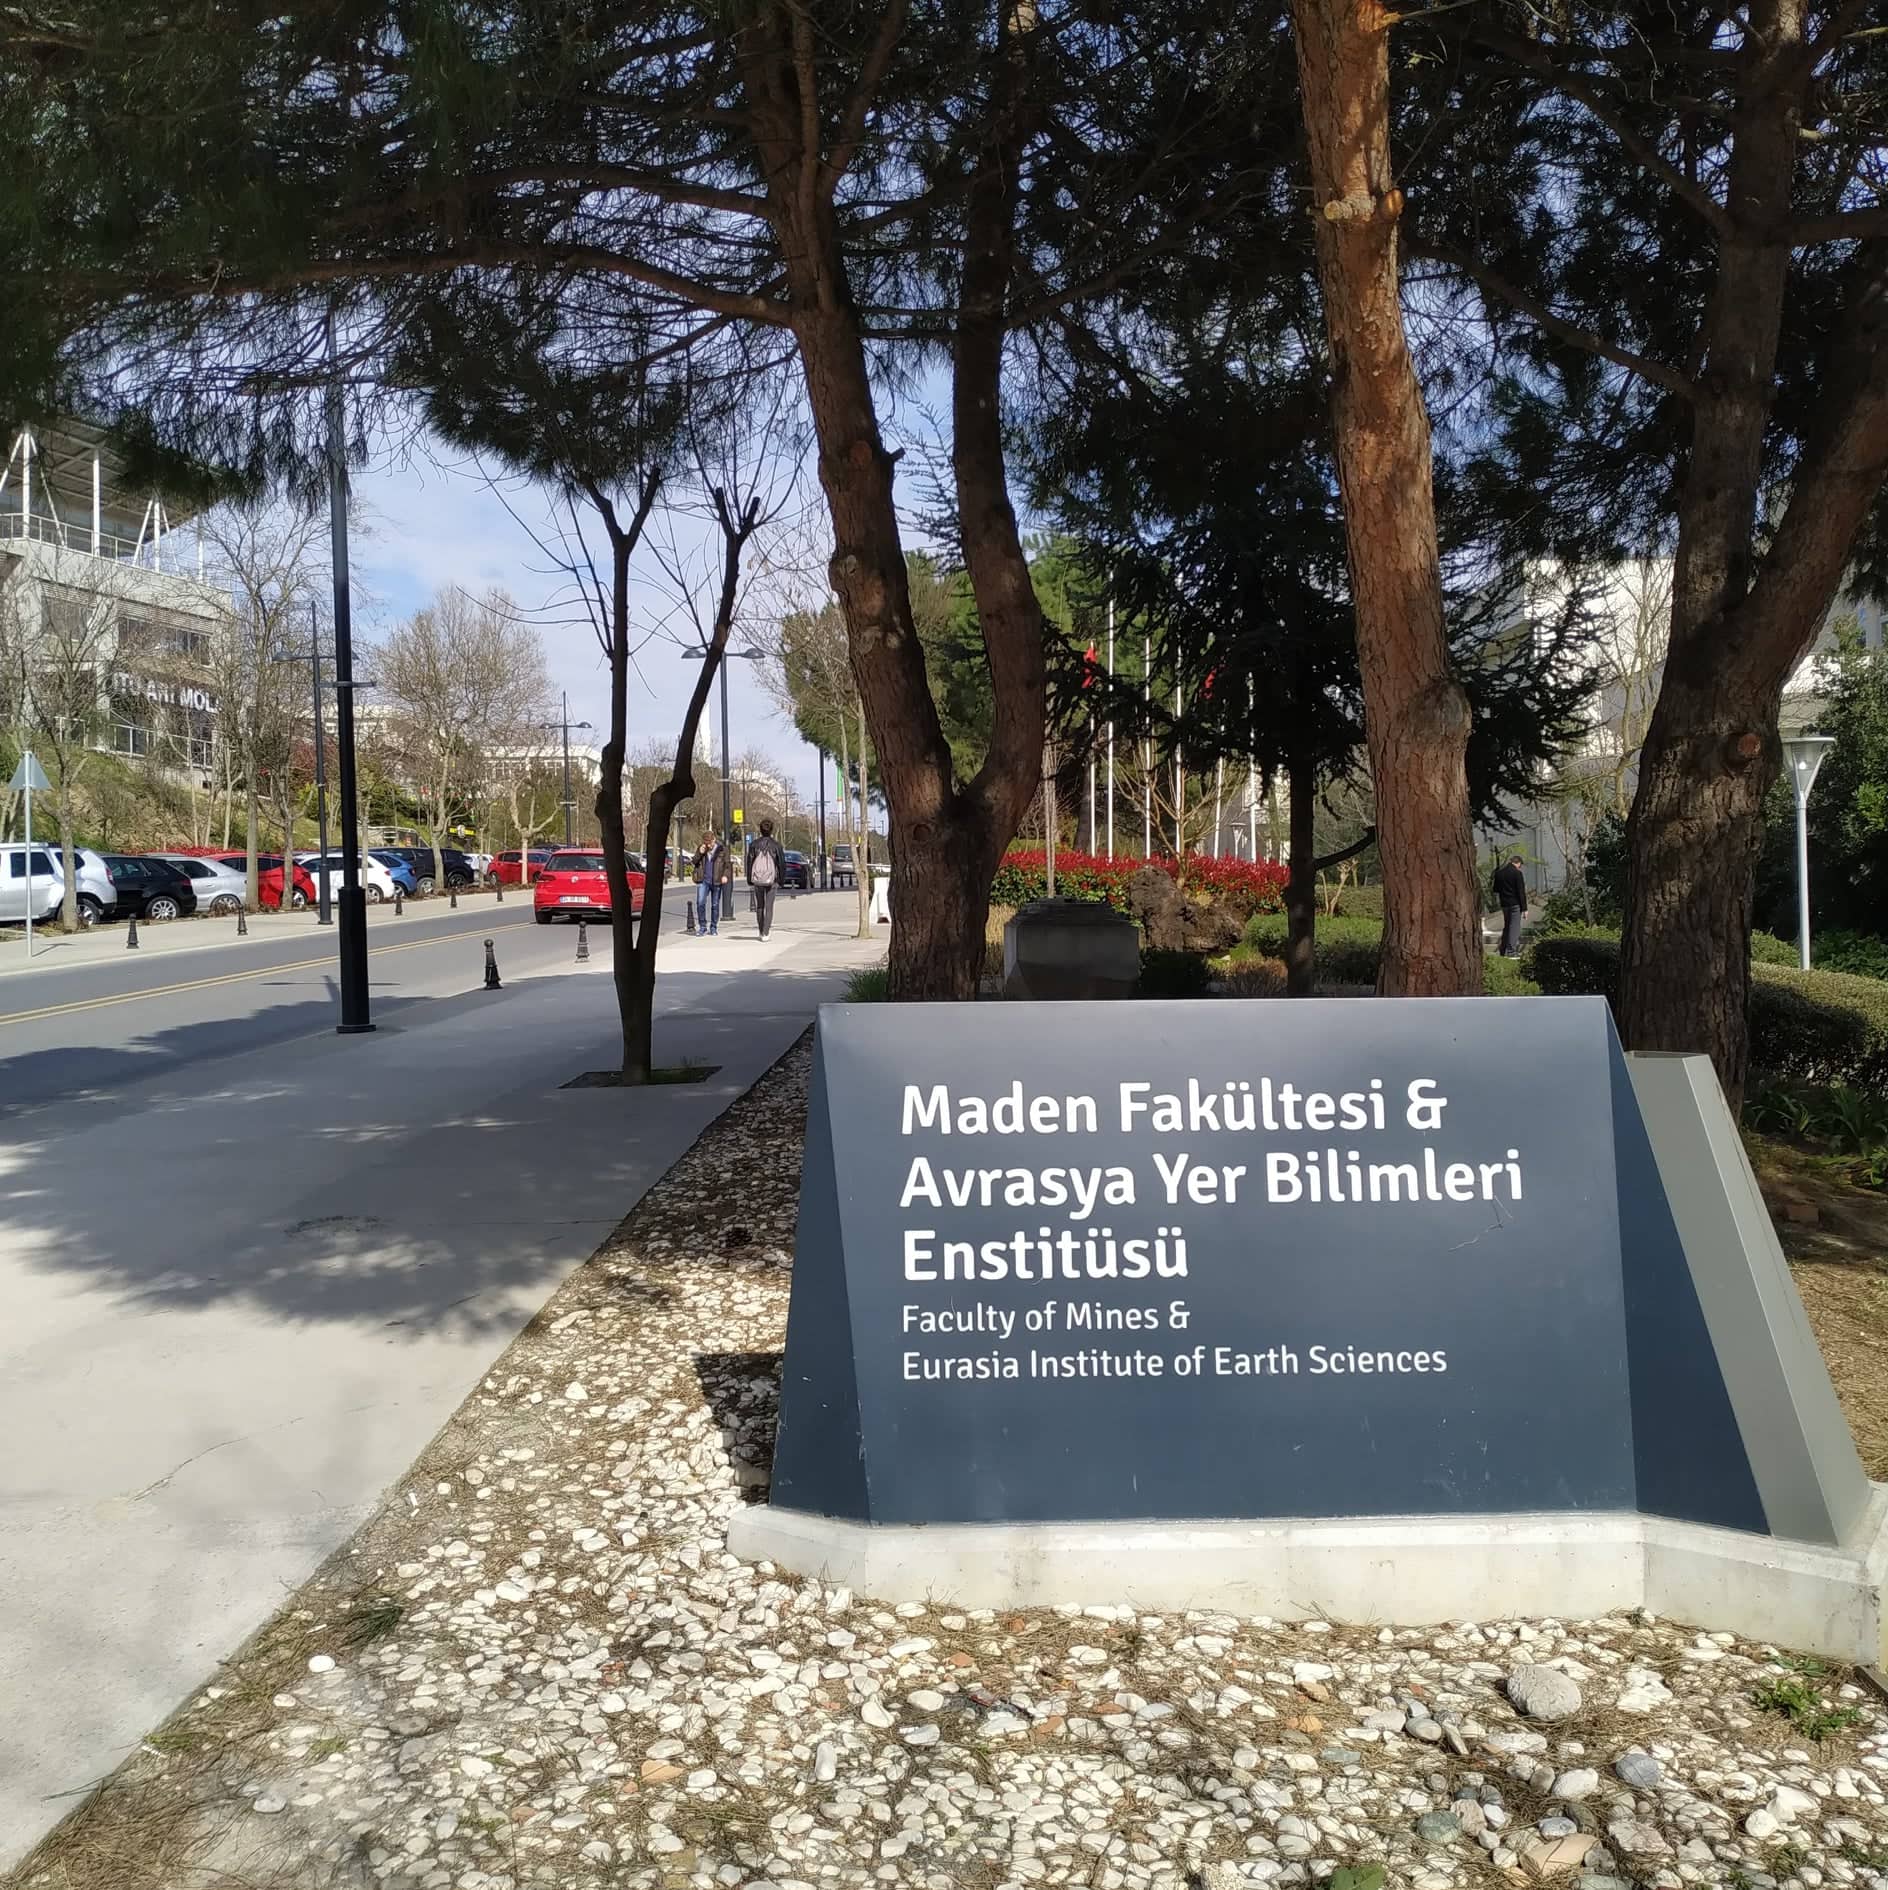 Maden Fakültesi &
Avrasya Yer Bilimleri
Enstitüsü
Faculty of Mines &
Eurasia Institute of Earth Sciences